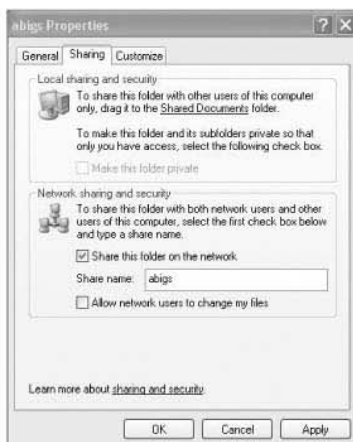 abigs Properties
General Sharing Customize
Local sharing and security
To share this folder with other users of this computer
only, drag it to the Shared Documents folder.
To make this folder and its subfolders private so that
only you have access, select the following check box.
Make this folder private
Network sharing and security
To share this folder with both network users and other
users of this computer, select the first check box below
and type a share name.
Share this folder on the network
Share name: abigs
Allow network users to change my files
Learn more about sharing and security.
OK Cancel Apply